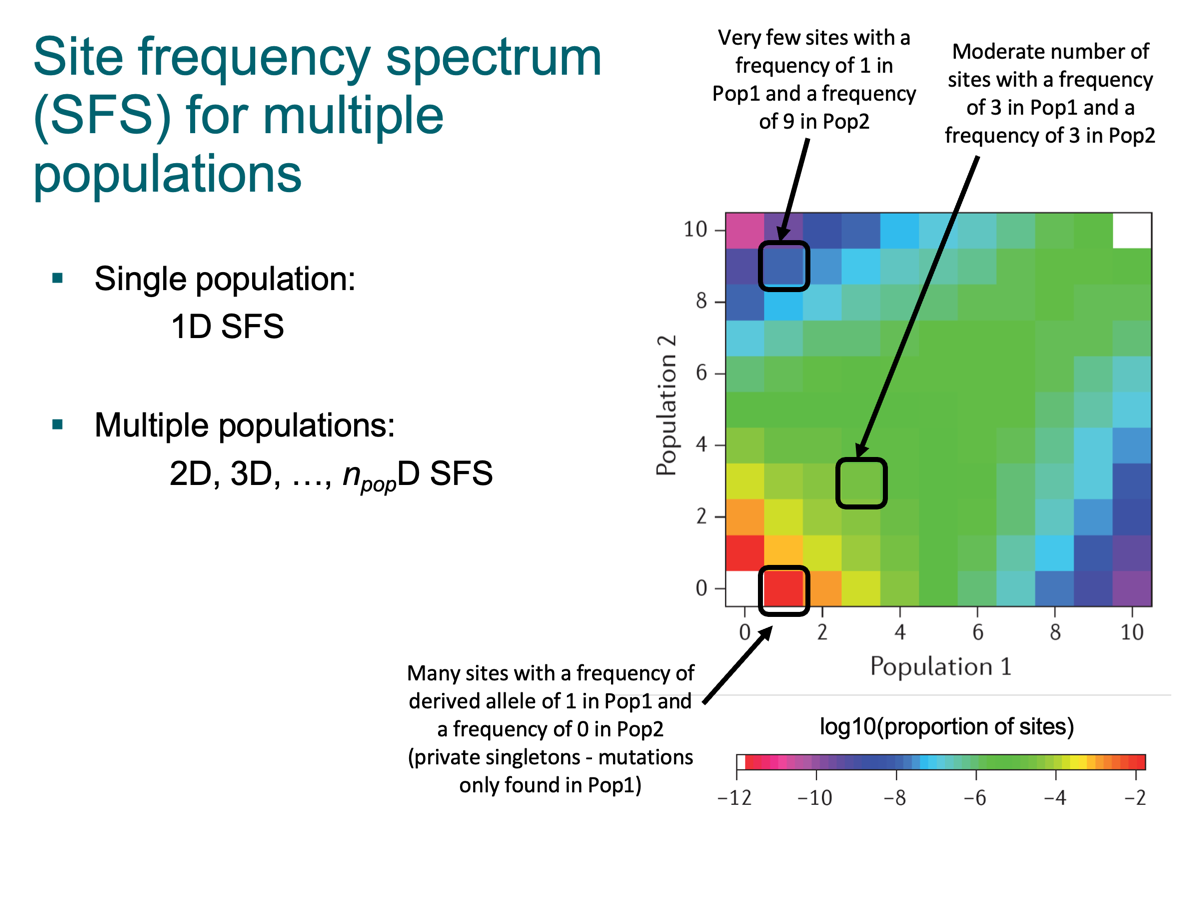 Site frequency spectrum
(SFS) for multiple
populations
▪ Single population:
1D SFS
▪ Multiple populations:
2D, 3D, …, npopD SFS
Very few sites with a
frequency of 1 in
Pop1 and a frequency
of 9 in Pop2
Moderate number of
sites with a frequency
of 3 in Pop1 and a
frequency of 3 in Pop2
Population 2
10
8
6
4
2
0
0 2 4 6 8 10
Population 1
Many sites with a frequency of
derived allele of 1 in Pop1 and
a frequency of 0 in Pop2
(private singletons - mutations
only found in Pop1)
log10(proportion of sites)
−12 −10 −8 −6 −4 −2